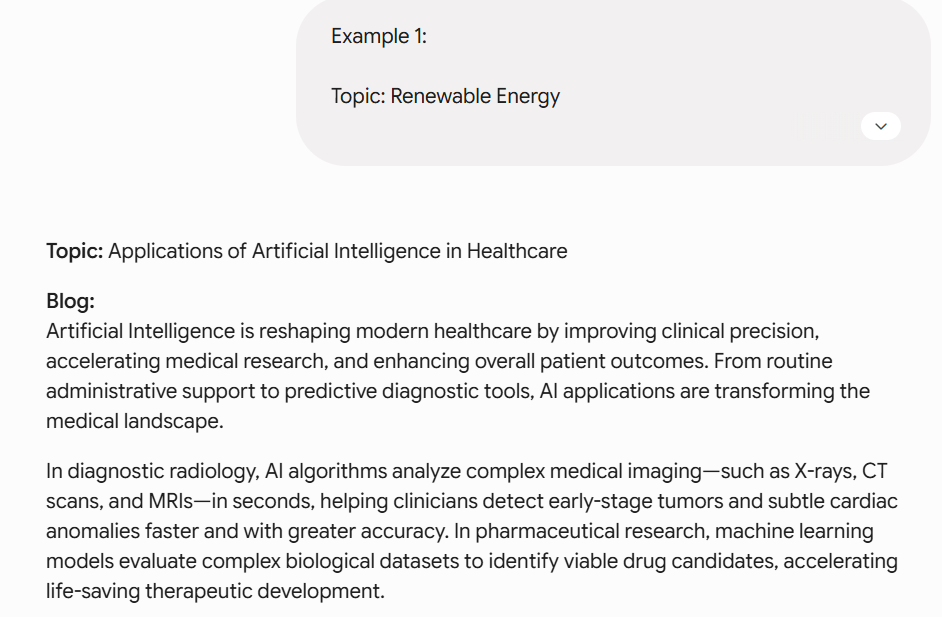 Example 1:
Topic: Renewable Energy
Topic: Applications of Artificial Intelligence in Healthcare
Blog:
Artificial Intelligence is reshaping modern healthcare by improving clinical precision,
accelerating medical research, and enhancing overall patient outcomes. From routine
administrative support to predictive diagnostic tools, AI applications are transforming the
medical landscape.
In diagnostic radiology, AI algorithms analyze complex medical imaging—such as X-rays, CT
scans, and MRIs—in seconds, helping clinicians detect early-stage tumors and subtle cardiac
anomalies faster and with greater accuracy. In pharmaceutical research, machine learning
models evaluate complex biological datasets to identify viable drug candidates, accelerating
life-saving therapeutic development.